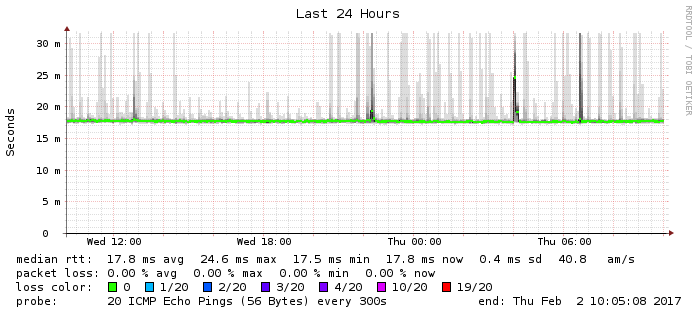 Last 24 Hours
RRDTOOL / TOBI OETIKER
Seconds
30 m
25 m
20 m
15 m
10 m
5 m
0
Wed 12:00 Wed 18:00 Thu 00:00 Thu 06:00
median rtt: 17.8 ms avg 24.6 ms max 17.5 ms min 17.8 ms now 0.4 ms sd 40.8 am/s
packet loss: 0.00 % avg 0.00 % max 0.00 % min 0.00 % now
loss color: 0 1/20 2/20 3/20 4/20 10/20 19/20
probe: 20 ICMP Echo Pings (56 Bytes) every 300s end: Thu Feb 2 10:05:08 2017